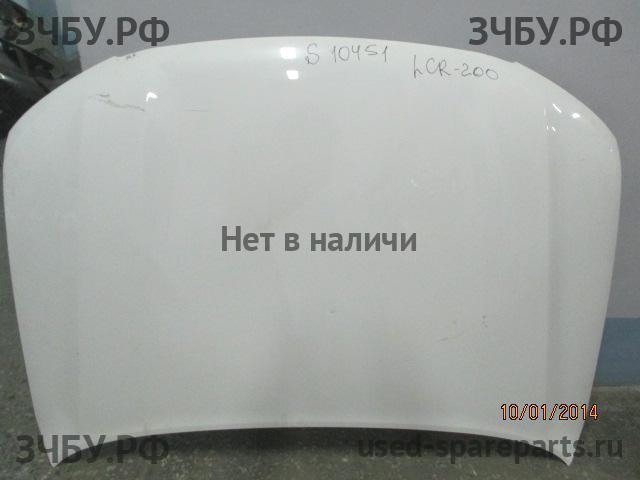 ЗЧБУ.РФ ЗЧБУ.РФ
S 10451 LCR-200
Нет в наличи
10/01/2014
ЗЧБУ.РФ used-spareparts.ru